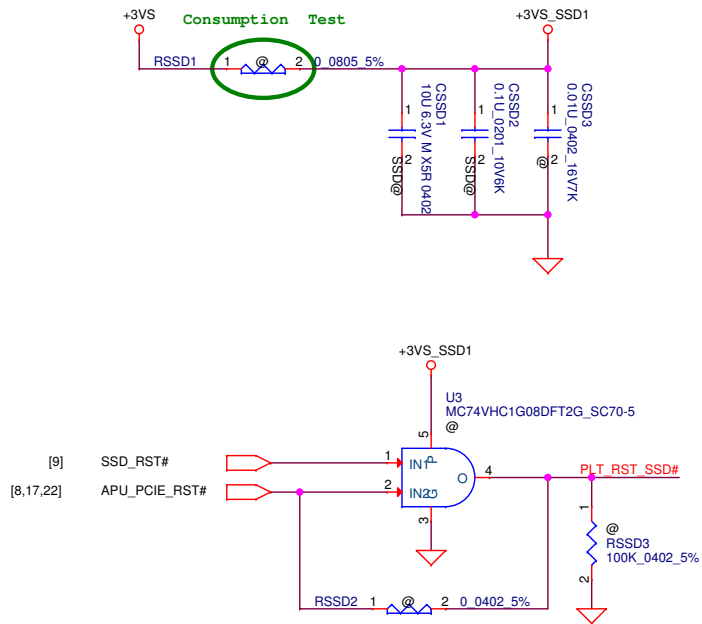 +3VS
Consumption Test
+3VS_SSD1
RSSD1
1
@
2
0_0805_5%
1
2
CSSD1
10U 6.3V M X5R 0402
SSD@
1
2
CSSD2
0.1U_0201_10V6K
SSD@
1
2
CSSD3
0.01U_0402_16V7K
@
+3VS_SSD1
U3
MC74VHC1G08DFT2G_SC70-5
@
5
[9] SSD_RST#
1
IN1
P
O
4
PLT_RST_SSD#
[8,17,22] APU_PCIE_RST#
2
IN2
G
3
1
@
RSSD3
100K_0402_5%
2
RSSD2
1
@
2
0_0402_5%